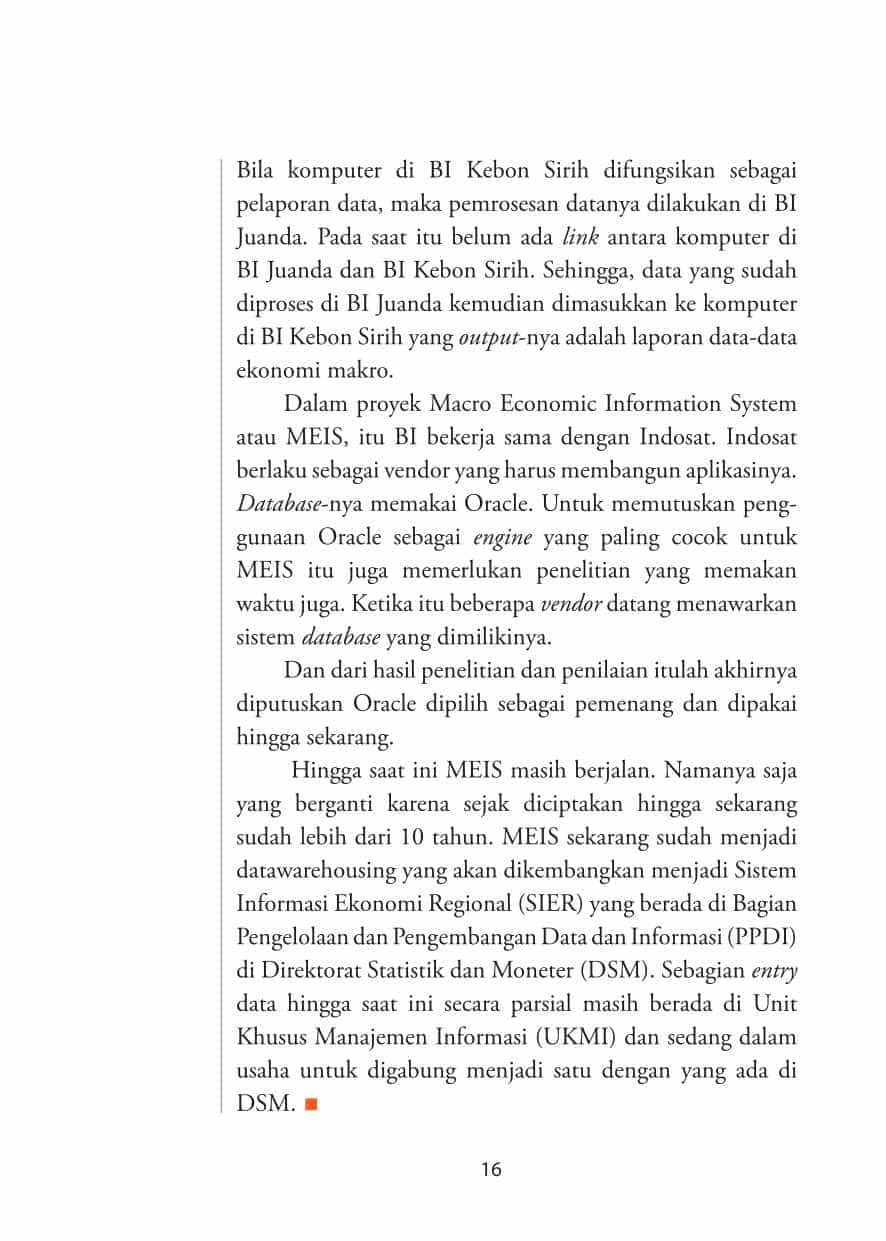 Bila komputer di BI Kebon Sirih difungsikan sebagai
pelaporan data, maka pemrosesan datanya dilakukan di BI
Juanda. Pada saat itu belum ada link antara komputer di
BI Juanda dan BI Kebon Sirih. Sehingga, data yang sudah
diproses di BI Juanda kemudian dimasukkan ke komputer
di BI Kebon Sirih yang output-nya adalah laporan data-data
ekonomi makro.
Dalam proyek Macro Economic Information System
atau MEIS, itu BI bekerja sama dengan Indosat. Indosat
berlaku sebagai vendor yang harus membangun aplikasinya.
Database-nya memakai Oracle. Untuk memutuskan peng-
gunaan Oracle sebagai engine yang paling cocok untuk
MEIS itu juga memerlukan penelitian yang memakan
waktu juga. Ketika itu beberapa vendor datang menawarkan
sistem database yang dimilikinya.
Dan dari hasil penelitian dan penilaian itulah akhirnya
diputuskan Oracle dipilih sebagai pemenang dan dipakai
hingga sekarang.
Hingga saat ini MEIS masih berjalan. Namanya saja
yang berganti karena sejak diciptakan hingga sekarang
sudah lebih dari 10 tahun. MEIS sekarang sudah menjadi
datawarehousing yang akan dikembangkan menjadi Sistem
Informasi Ekonomi Regional (SIER) yang berada di Bagian
Pengelolaan dan Pengembangan Data dan Informasi (PPDI)
di Direktorat Statistik dan Moneter (DSM). Sebagian entry
data hingga saat ini secara parsial masih berada di Unit
Khusus Manajemen Informasi (UKMI) dan sedang dalam
usaha untuk digabung menjadi satu dengan yang ada di
DSM.
16